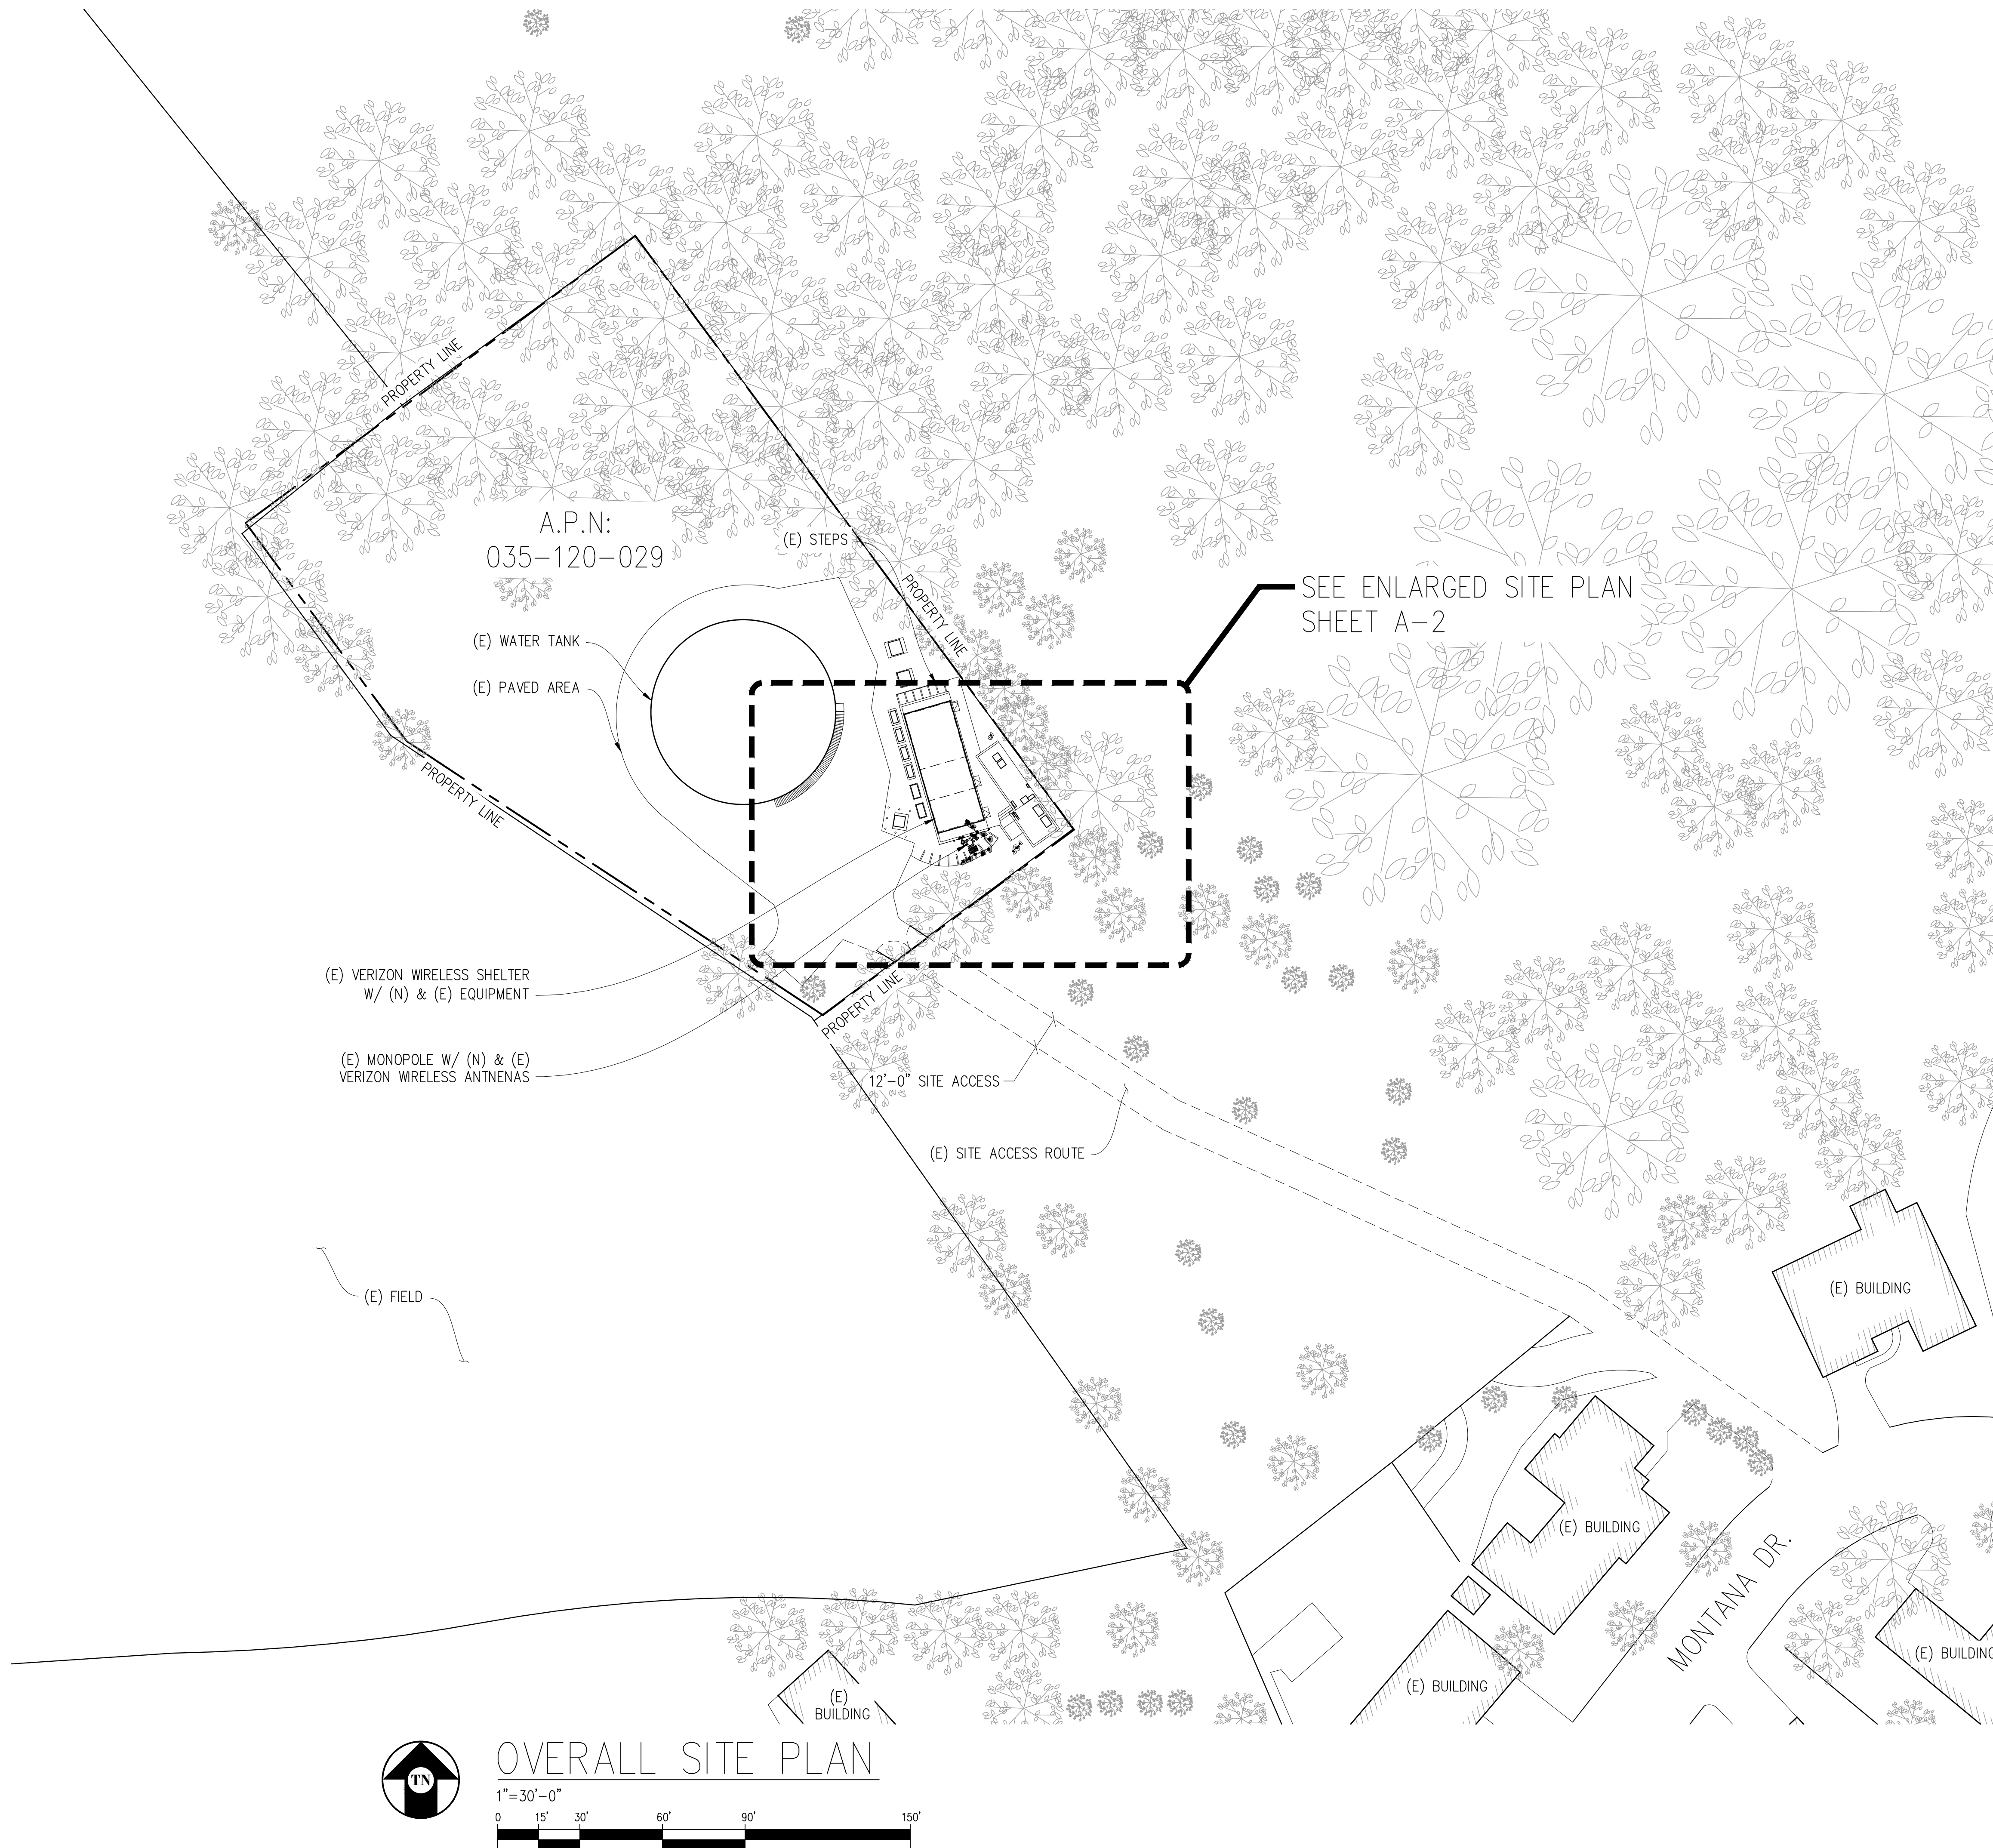 PROPERTY LINE
A.P.N:
035-120-029
(E) STEPS
PROPERTY LINE
SEE ENLARGED SITE PLAN
SHEET A-2
(E) WATER TANK
(E) PAVED AREA
PROPERTY LINE
(E) VERIZON WIRELESS SHELTER
W/ (N) & (E) EQUIPMENT
PROPERTY LINE
(E) MONOPOLE W/ (N) & (E)
VERIZON WIRELESS ANTNENAS
12'-0" SITE ACCESS
(E) SITE ACCESS ROUTE
(E) FIELD
(E) BUILDING
(E) BUILDING
MONTANA DR.
(E) BUILDING
(E) BUILDING
(E)
BUILDING
TN
OVERALL SITE PLAN
1"=30'-0"
0 15' 30' 60' 90' 150'